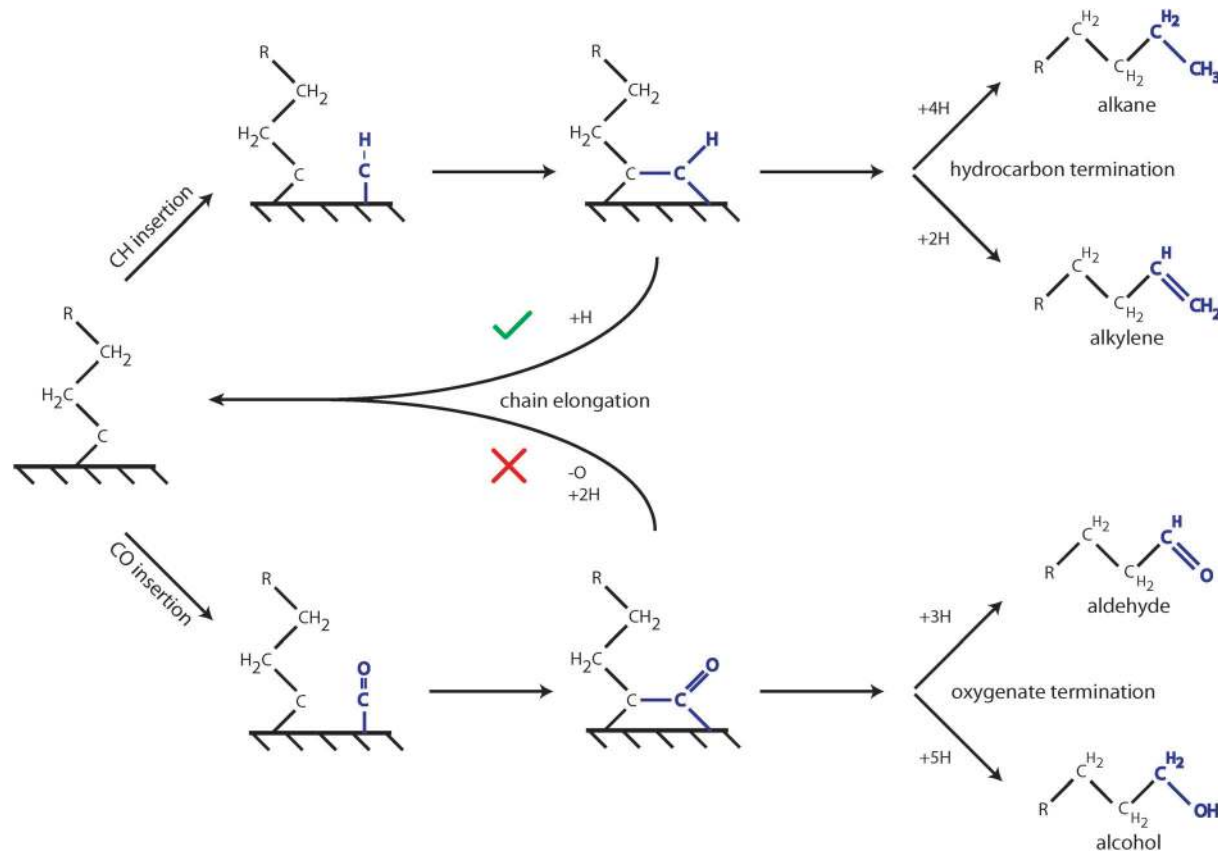 R
CH2
H2C
C
H
C
CH insertion
R
CH2
H2C
C
C
H
+4H
+2H
hydrocarbon termination
R
H2
C
C
H2
H2
C
CH3
alkane
R
H2
C
C
H2
H
C
CH2
alkylene
R
CH2
H2C
C
+H
chain elongation
-O
+2H
CO insertion
R
CH2
H2C
C
O
C
R
CH2
H2C
C
C
O
+3H
+5H
oxygenate termination
R
H2
C
C
H2
H
C
O
aldehyde
R
H2
C
C
H2
H2
C
OH
alcohol